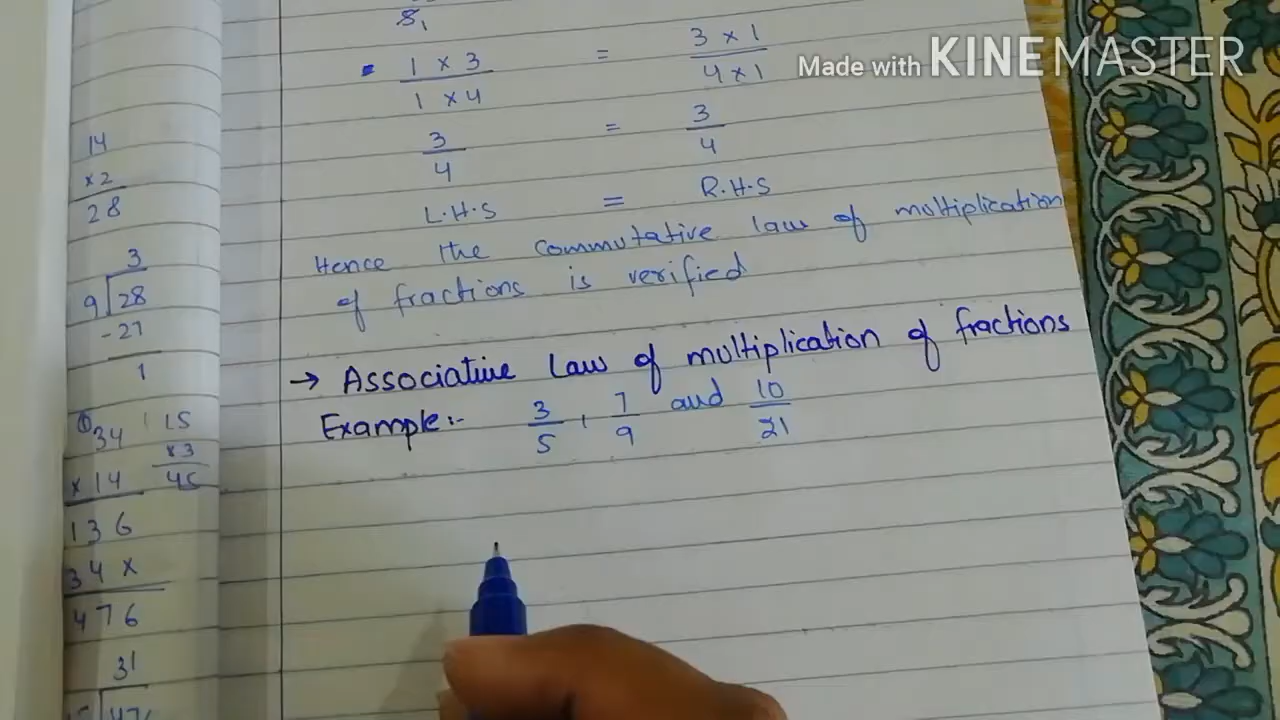 8 1
1 × 3 = 3 × 1
1 × 4 4 × 1
3 = 3
4 4
L.H.S = R.H.S
Hence the commutative law of multiplication
of fractions is verified
→ Associative Law of multiplication of fractions
Example:- 3/5 , 7/9 and 10/21
14
×2
28
3
9 28
-27
1
34 15
×14 ×3
45
136
34×
476
31
Made with KINEMASTER